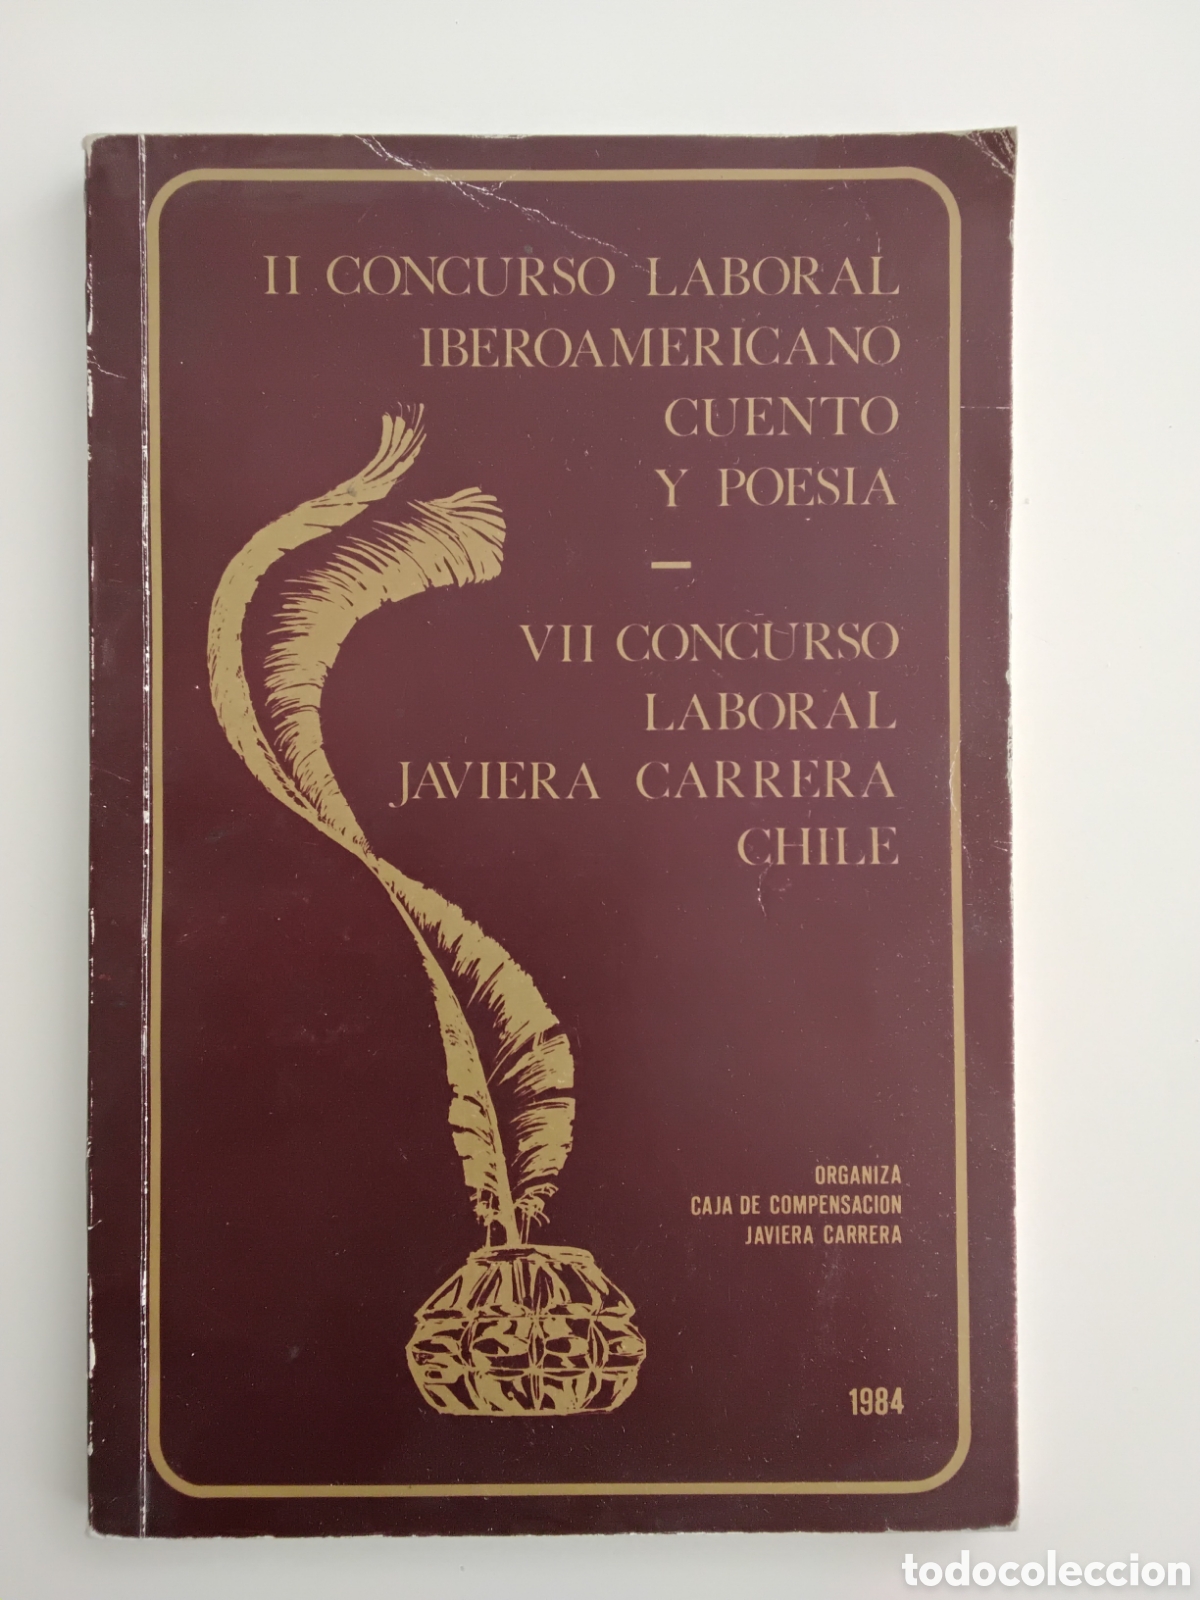 II CONCURSO LABORAL
IBEROAMERICANO
CUENTO
Y POESIA
—
VII CONCURSO
LABORAL
JAVIERA CARRERA
CHILE
ORGANIZA
CAJA DE COMPENSACION
JAVIERA CARRERA
1984
todocoleccion
todocoleccion